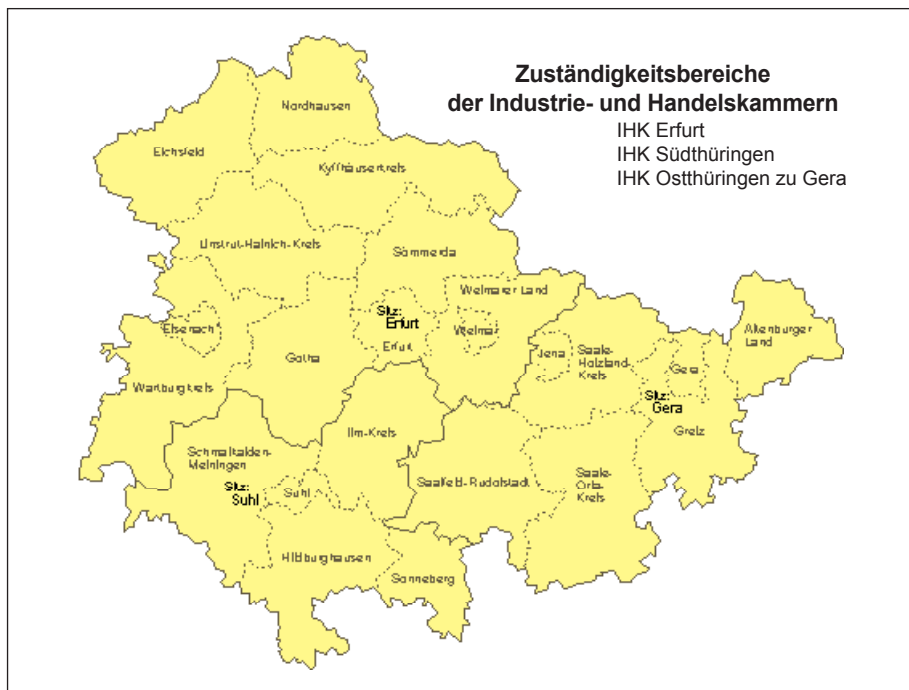 Zuständigkeitsbereiche
der Industrie- und Handelskammern
IHK Erfurt
IHK Südthüringen
IHK Ostthüringen zu Gera
Nordhausen
Eichsfeld
Kyffhäuserkreis
Unstrut-Hainich-Kreis
Sömmerda
Weimarer Land
Sitz:
Erfurt
Eisenach
Weimar
Altenburger
Land
Erfurt
Gotha
Jena
Saale-
Holzland-
Kreis
Gera
Wartburgkreis
Sitz:
Gera
Ilm-Kreis
Greiz
Schmalkalden-
Meiningen
Sitz:
Suhl
Suhl
Saalfeld-Rudolstadt
Saale-
Orla-
Kreis
Hildburghausen
Sonneberg